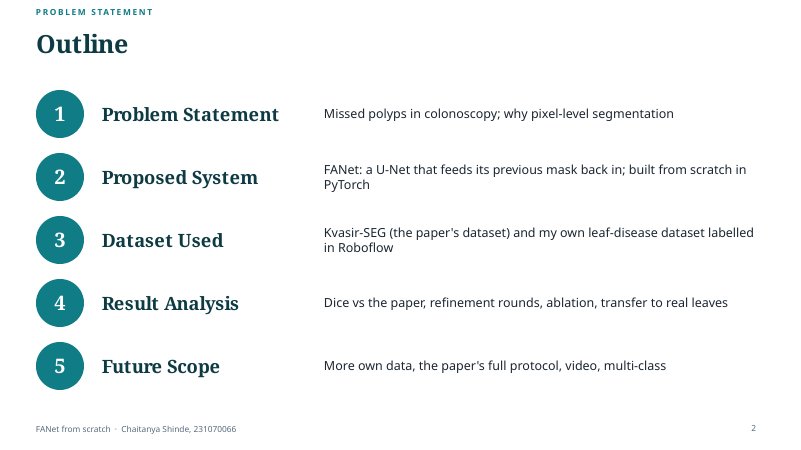 PROBLEM STATEMENT
Outline
1 Problem Statement Missed polyps in colonoscopy; why pixel-level segmentation
2 Proposed System FANet: a U-Net that feeds its previous mask back in; built from scratch in
PyTorch
3 Dataset Used Kvasir-SEG (the paper's dataset) and my own leaf-disease dataset labelled
in Roboflow
4 Result Analysis Dice vs the paper, refinement rounds, ablation, transfer to real leaves
5 Future Scope More own data, the paper's full protocol, video, multi-class
FANet from scratch · Chaitanya Shinde, 231070066 2